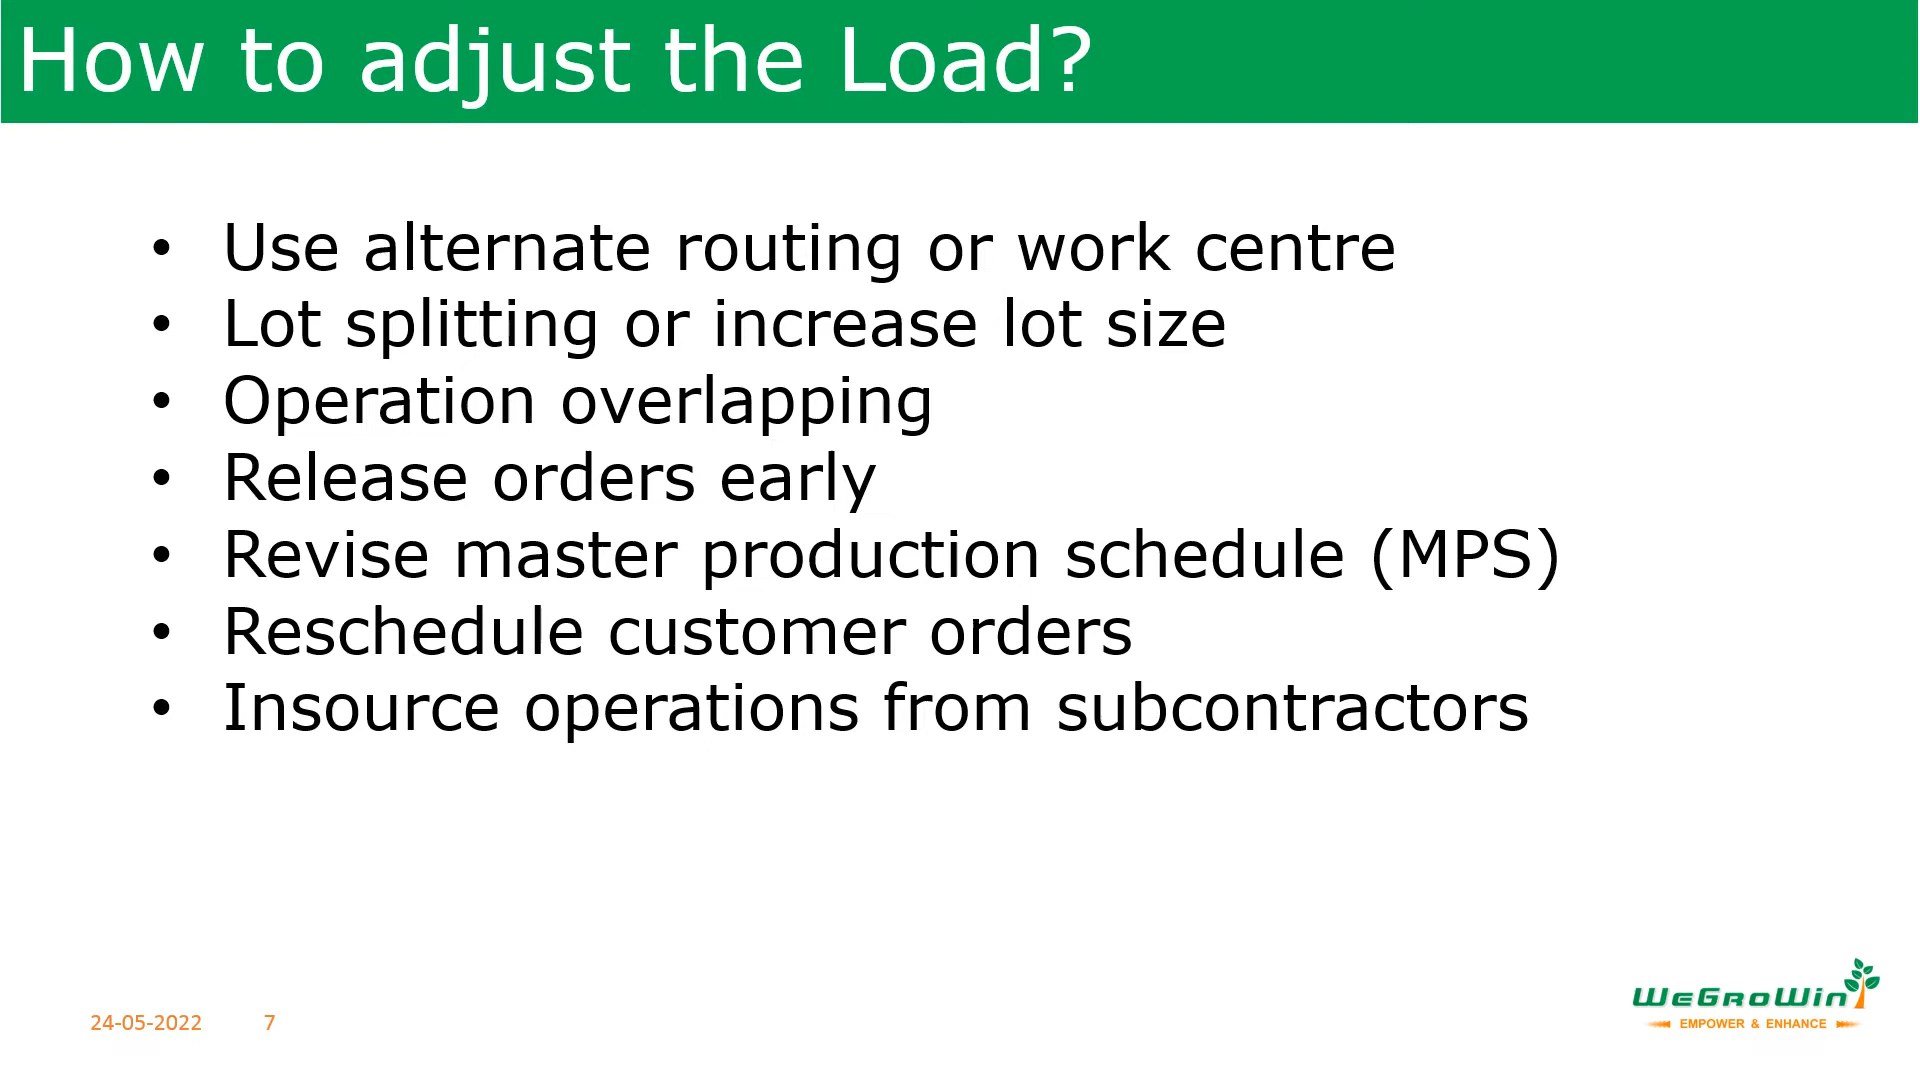 How to adjust the Load?
• Use alternate routing or work centre
• Lot splitting or increase lot size
• Operation overlapping
• Release orders early
• Revise master production schedule (MPS)
• Reschedule customer orders
• Insource operations from subcontractors
24-05-2022 7
WeGroWin
EMPOWER & ENHANCE